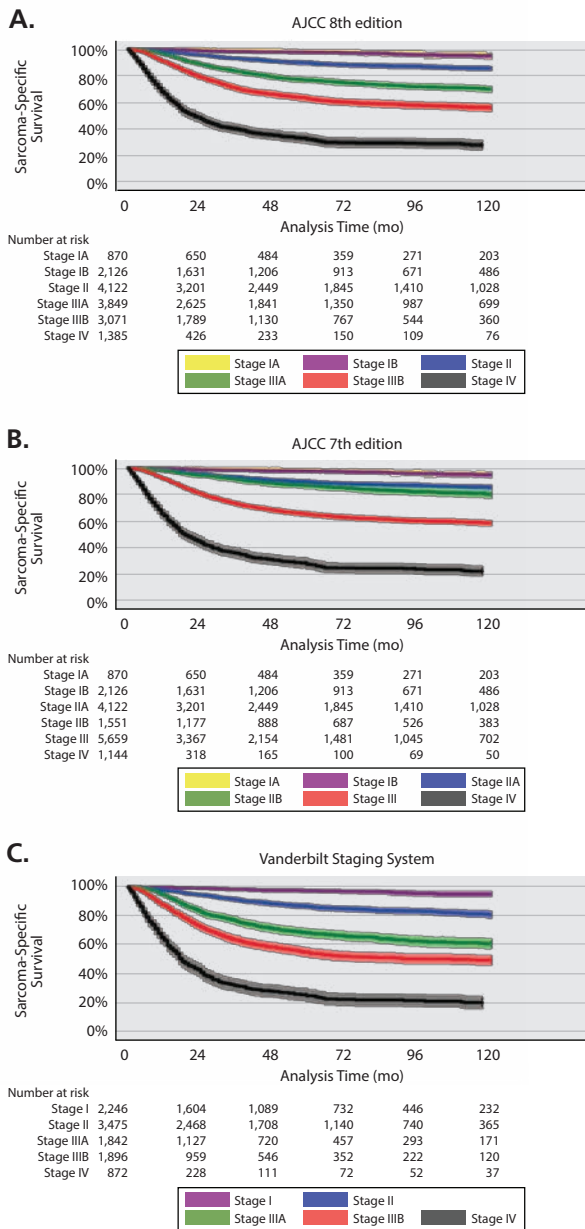 A.
AJCC 8th edition
Sarcoma-Specific
Survival
100%
80%
60%
40%
20%
0%
0 24 48 72 96 120
Analysis Time (mo)
Number at risk
Stage IA 870 650 484 359 271 203
Stage IB 2,126 1,631 1,206 913 671 486
Stage II 4,122 3,201 2,449 1,845 1,410 1,028
Stage IIIA 3,849 2,625 1,841 1,350 987 699
Stage IIIB 3,071 1,789 1,130 767 544 360
Stage IV 1,385 426 233 150 109 76
Stage IA Stage IB Stage II
Stage IIIA Stage IIIB Stage IV
B.
AJCC 7th edition
Sarcoma-Specific
Survival
100%
80%
60%
40%
20%
0%
0 24 48 72 96 120
Analysis Time (mo)
Number at risk
Stage IA 870 650 484 359 271 203
Stage IB 2,126 1,631 1,206 913 671 486
Stage IIA 4,122 3,201 2,449 1,845 1,410 1,028
Stage IIB 1,551 1,177 888 687 526 383
Stage III 5,659 3,367 2,154 1,481 1,045 702
Stage IV 1,144 318 165 100 69 50
Stage IA Stage IB Stage IIA
Stage IIB Stage III Stage IV
C.
Vanderbilt Staging System
Sarcoma-Specific
Survival
100%
80%
60%
40%
20%
0%
0 24 48 72 96 120
Analysis Time (mo)
Number at risk
Stage I 2,246 1,604 1,089 732 446 232
Stage II 3,475 2,468 1,708 1,140 740 365
Stage IIIA 1,842 1,127 720 457 293 171
Stage IIIB 1,896 959 546 352 222 120
Stage IV 872 228 111 72 52 37
Stage I Stage II
Stage IIIA Stage IIIB Stage IV